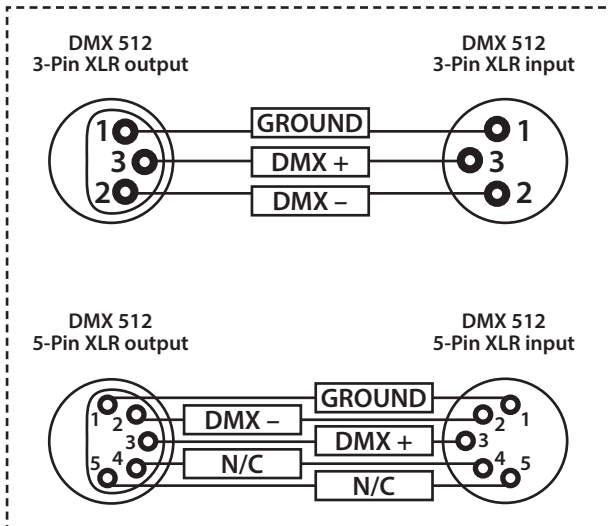 DMX 512
3-Pin XLR output
DMX 512
3-Pin XLR input
1 GROUND 1
3 DMX + 3
2 DMX – 2
DMX 512
5-Pin XLR output
DMX 512
5-Pin XLR input
1 GROUND 1
2 DMX – 2
3 DMX + 3
4 N/C 4
5 N/C 5